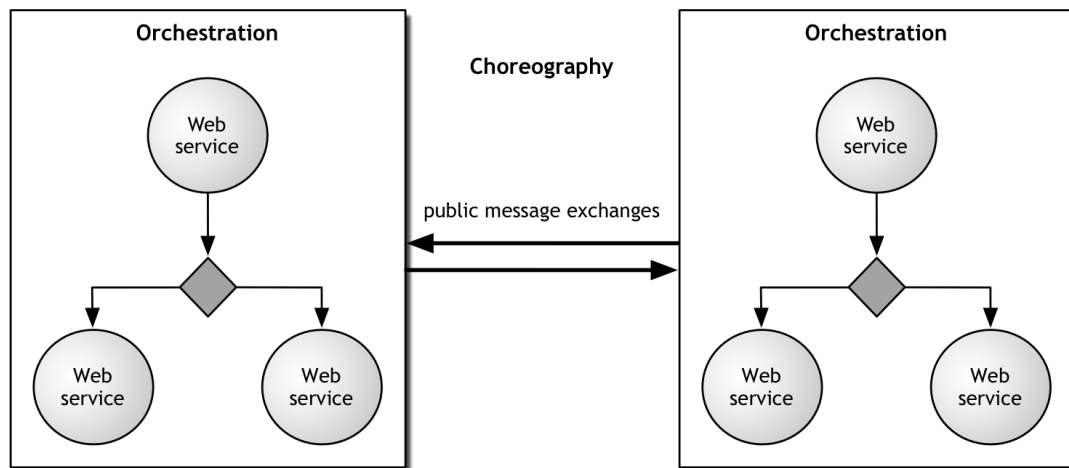 Orchestration
Web
service
Web
service
Web
service
Choreography
public message exchanges
Orchestration
Web
service
Web
service
Web
service